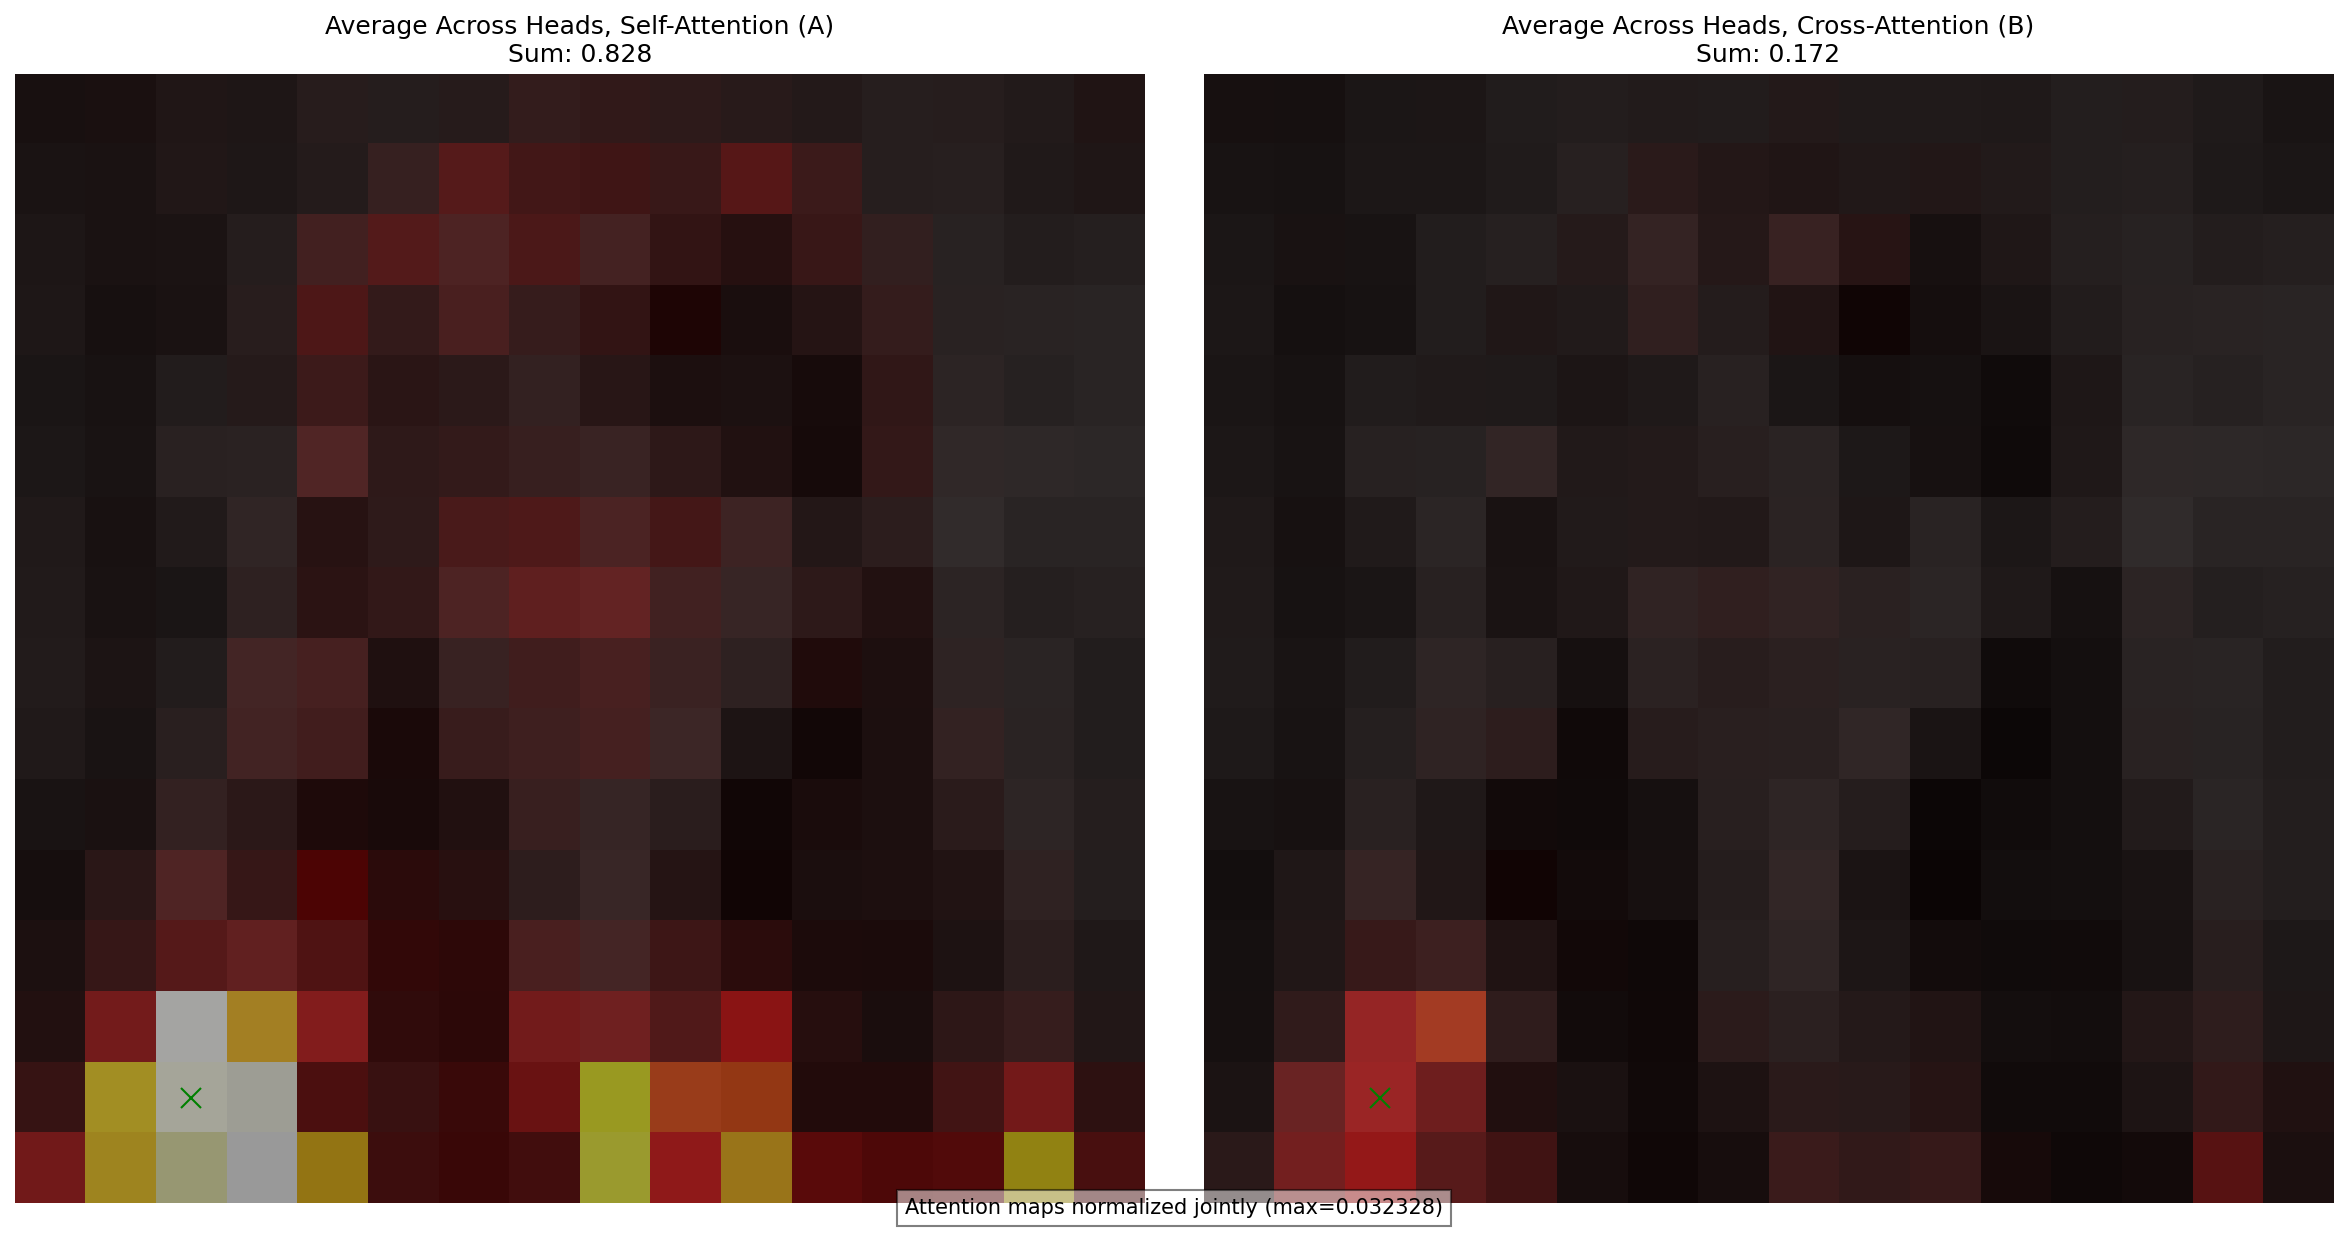 Average Across Heads, Self-Attention (A)
Sum: 0.828
Average Across Heads, Cross-Attention (B)
Sum: 0.172
Attention maps normalized jointly (max=0.032328)